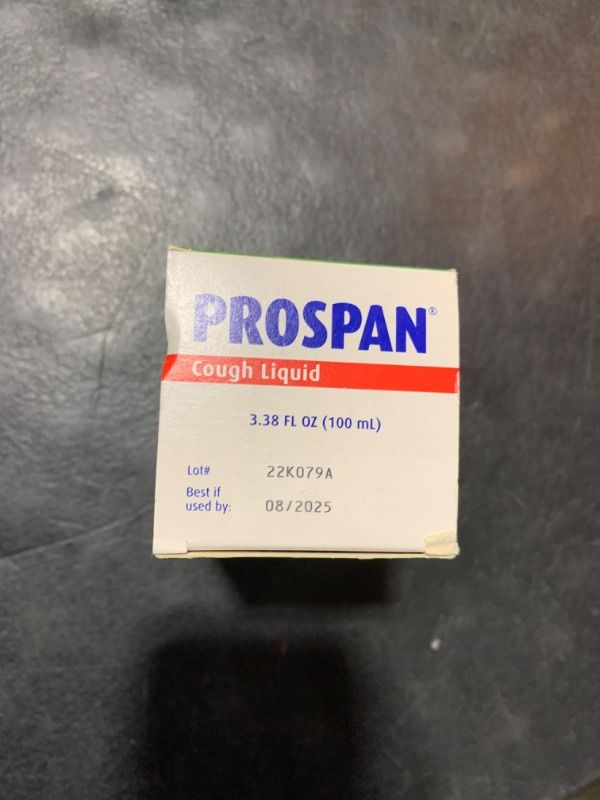 PROSPAN®
Cough Liquid
3.38 FL OZ (100 mL)
Lot# 22K079A
Best if
used by: 08/2025